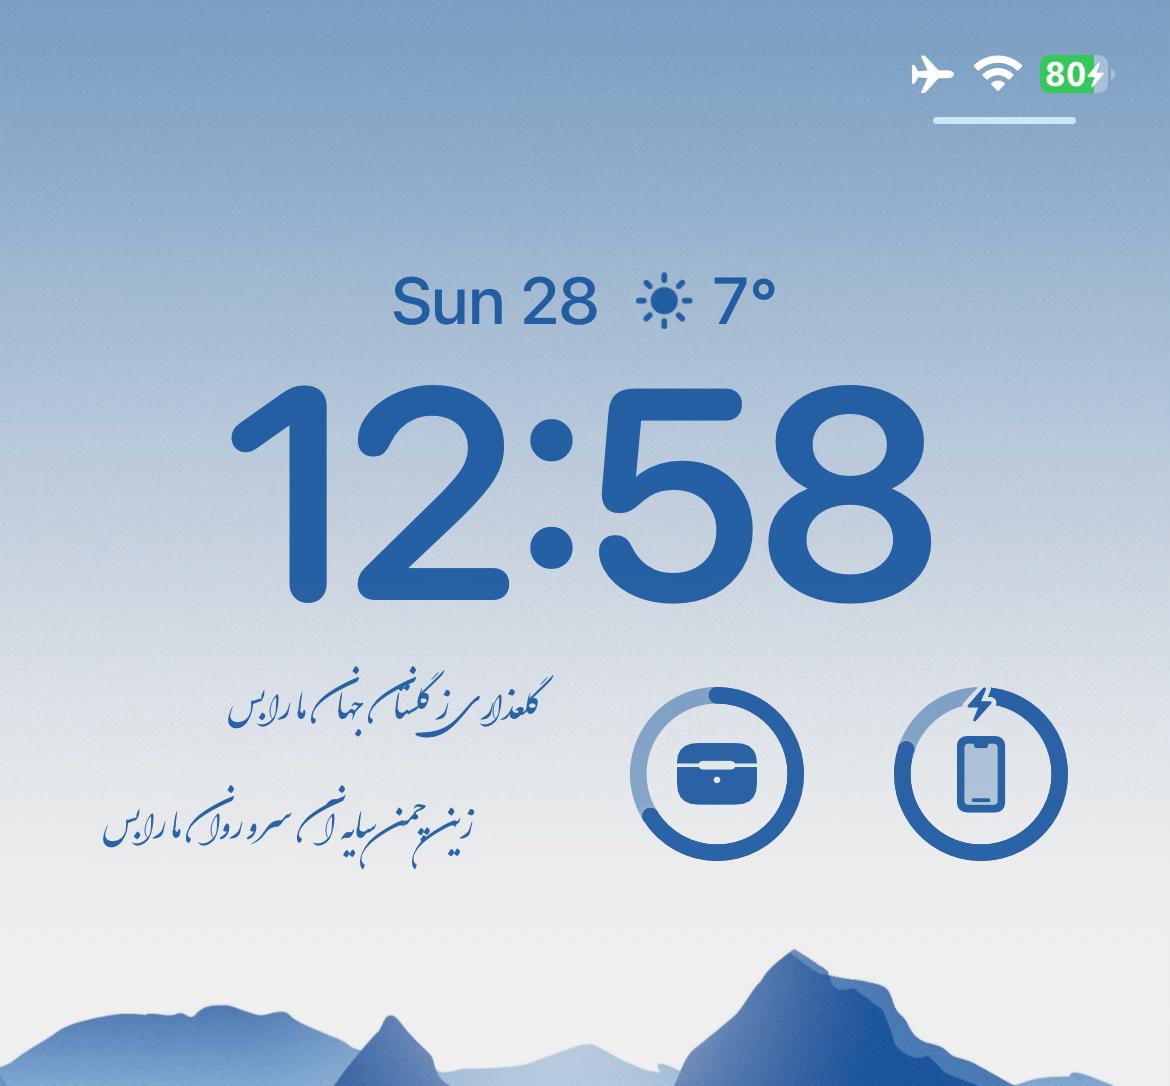 80
Sun 28 7°
12:58
گلعذاری ز گلستان جهان ما را بس
زین چمن سایه آن سرو روان ما را بس